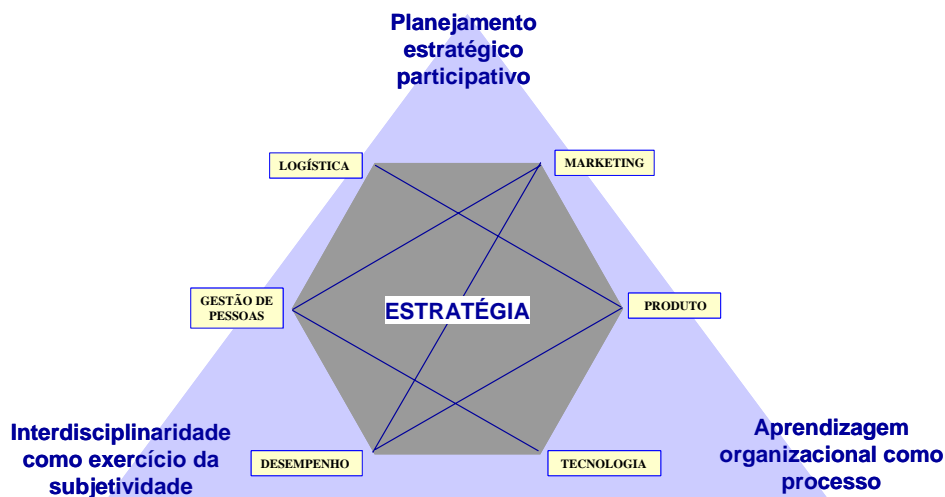 Planejamento
estratégico
participativo
LOGÍSTICA
MARKETING
GESTÃO DE
PESSOAS
ESTRATÉGIA
PRODUTO
Interdisciplinaridade
como exercício da
subjetividade
DESEMPENHO
TECNOLOGIA
Aprendizagem
organizacional como
processo